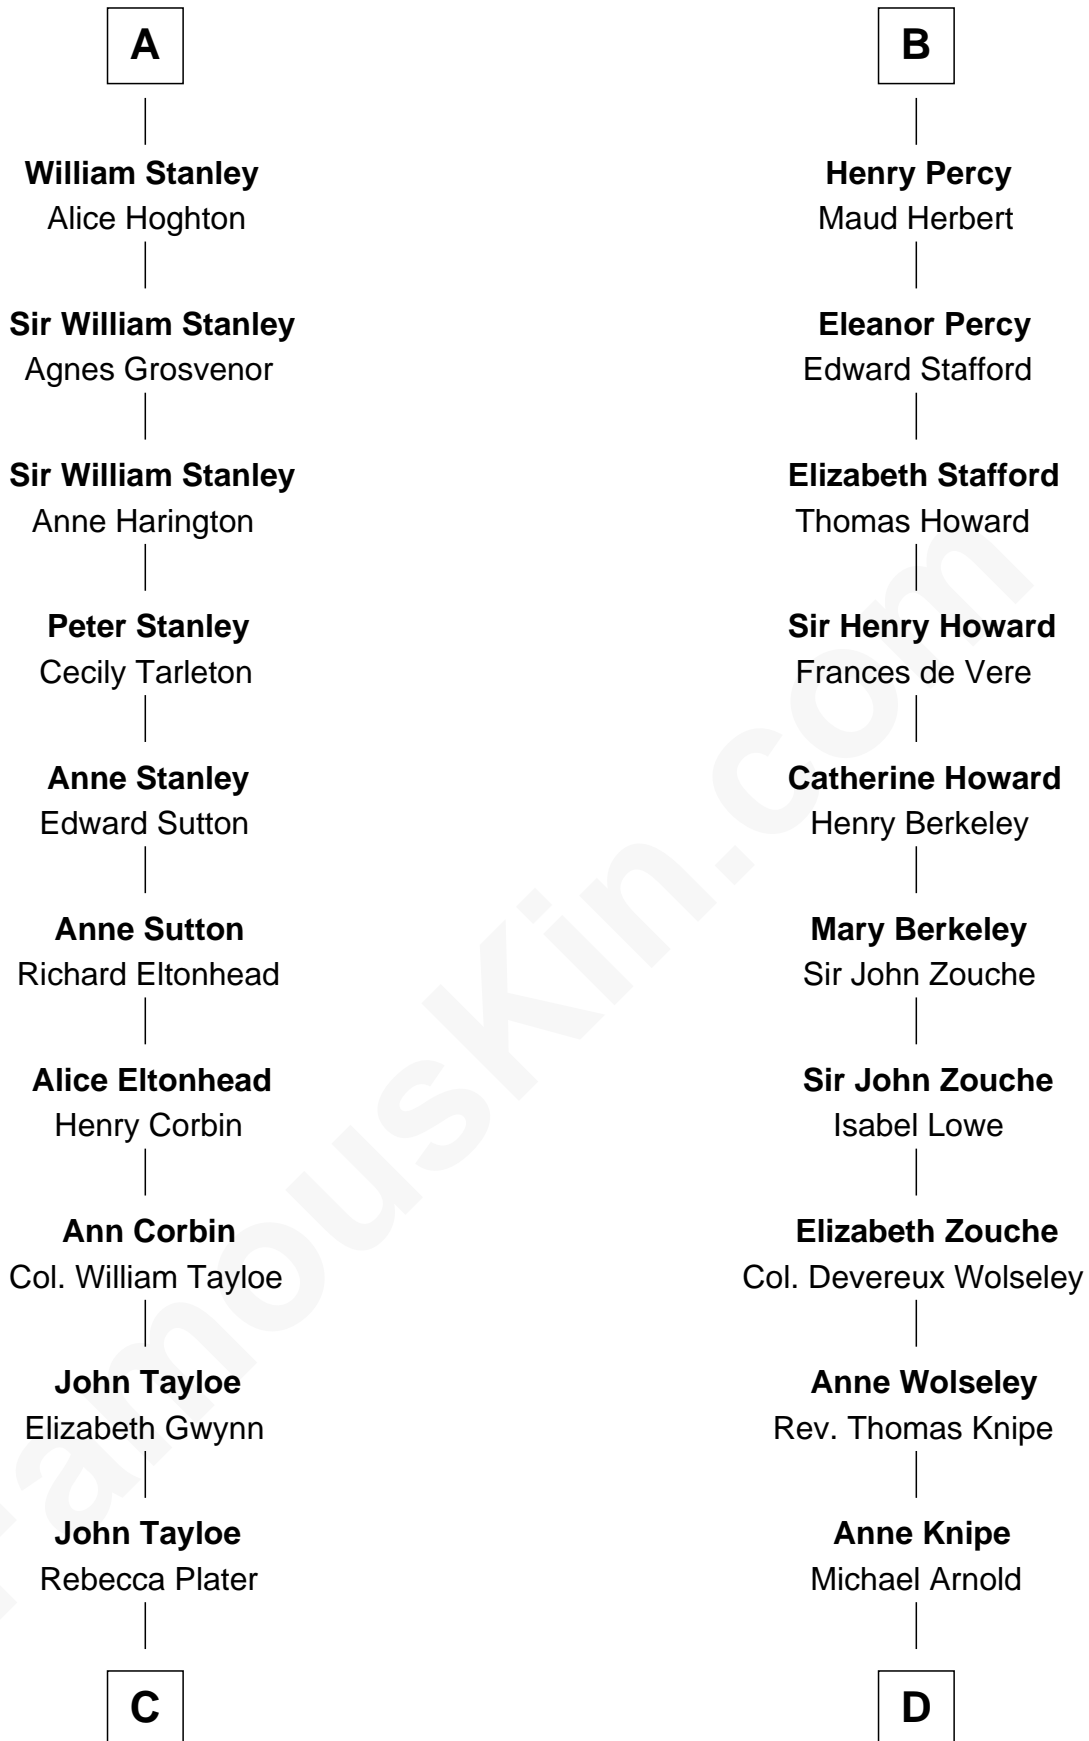 A
William Stanley
Alice Hoghton
Sir William Stanley
Agnes Grosvenor
Sir William Stanley
Anne Harington
Peter Stanley
Cecily Tarleton
Anne Stanley
Edward Sutton
Anne Sutton
Richard Eltonhead
Alice Eltonhead
Henry Corbin
Ann Corbin
Col. William Tayloe
John Tayloe
Elizabeth Gwynn
John Tayloe
Rebecca Plater
C
B
Henry Percy
Maud Herbert
Eleanor Percy
Edward Stafford
Elizabeth Stafford
Thomas Howard
Sir Henry Howard
Frances de Vere
Catherine Howard
Henry Berkeley
Mary Berkeley
Sir John Zouche
Sir John Zouche
Isabel Lowe
Elizabeth Zouche
Col. Devereux Wolseley
Anne Wolseley
Rev. Thomas Knipe
Anne Knipe
Michael Arnold
D
FamousKin.com